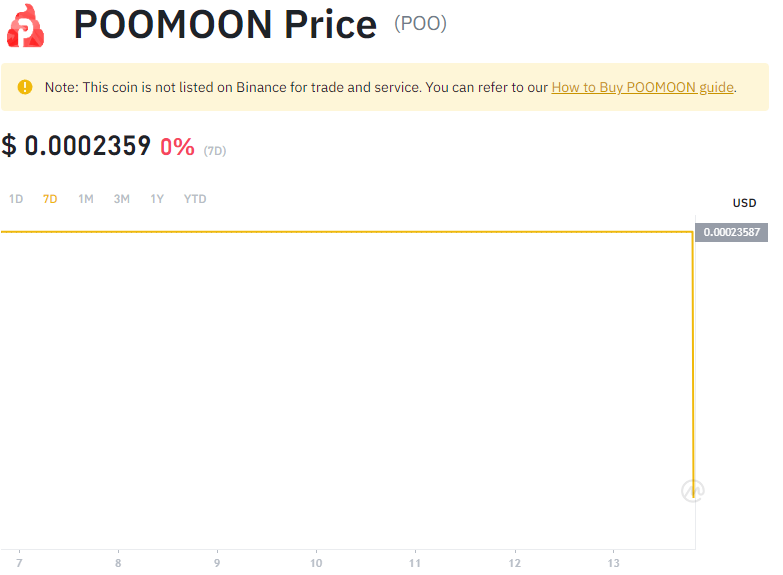 POOMOON Price (POO)
Note: This coin is not listed on Binance for trade and service. You can refer to our How to Buy POOMOON guide.
$ 0.0002359 0% (7D)
1D 7D 1M 3M 1Y YTD
USD
0.00023587
7 8 9 10 11 12 13